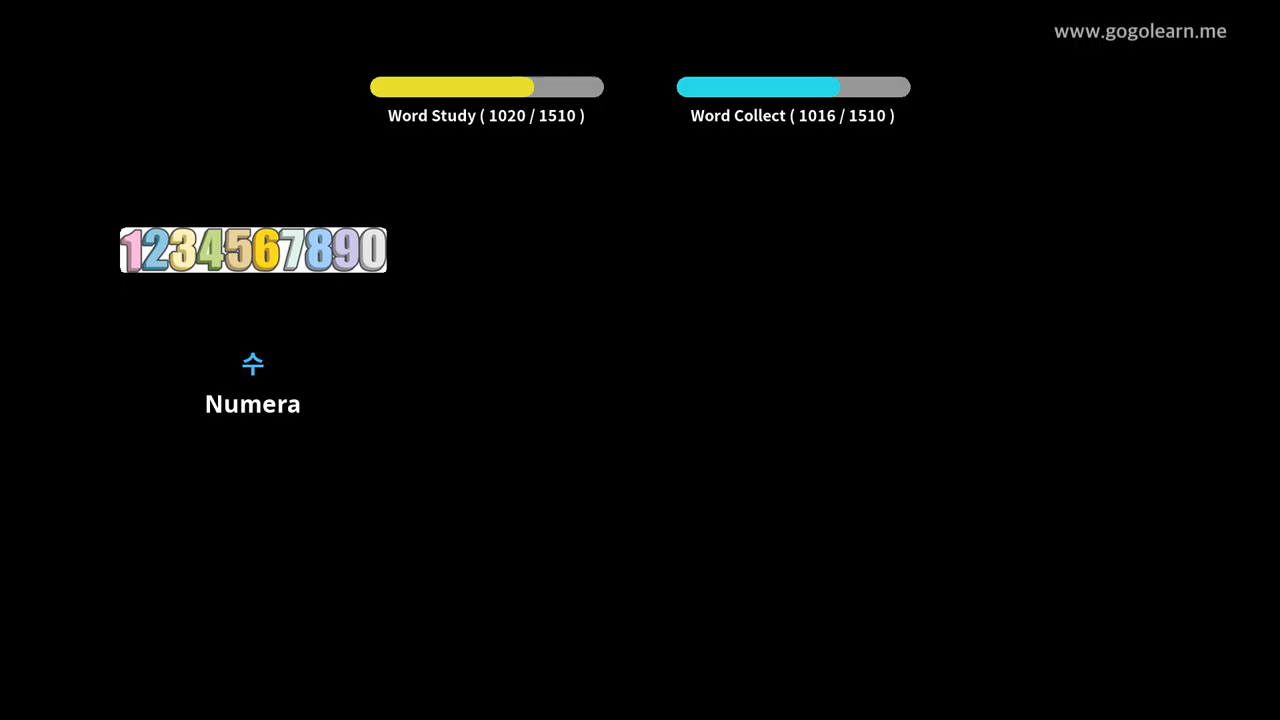 www.gogolearn.me
Word Study ( 1020 / 1510 )
Word Collect ( 1016 / 1510 )
1234567890
수
Numera